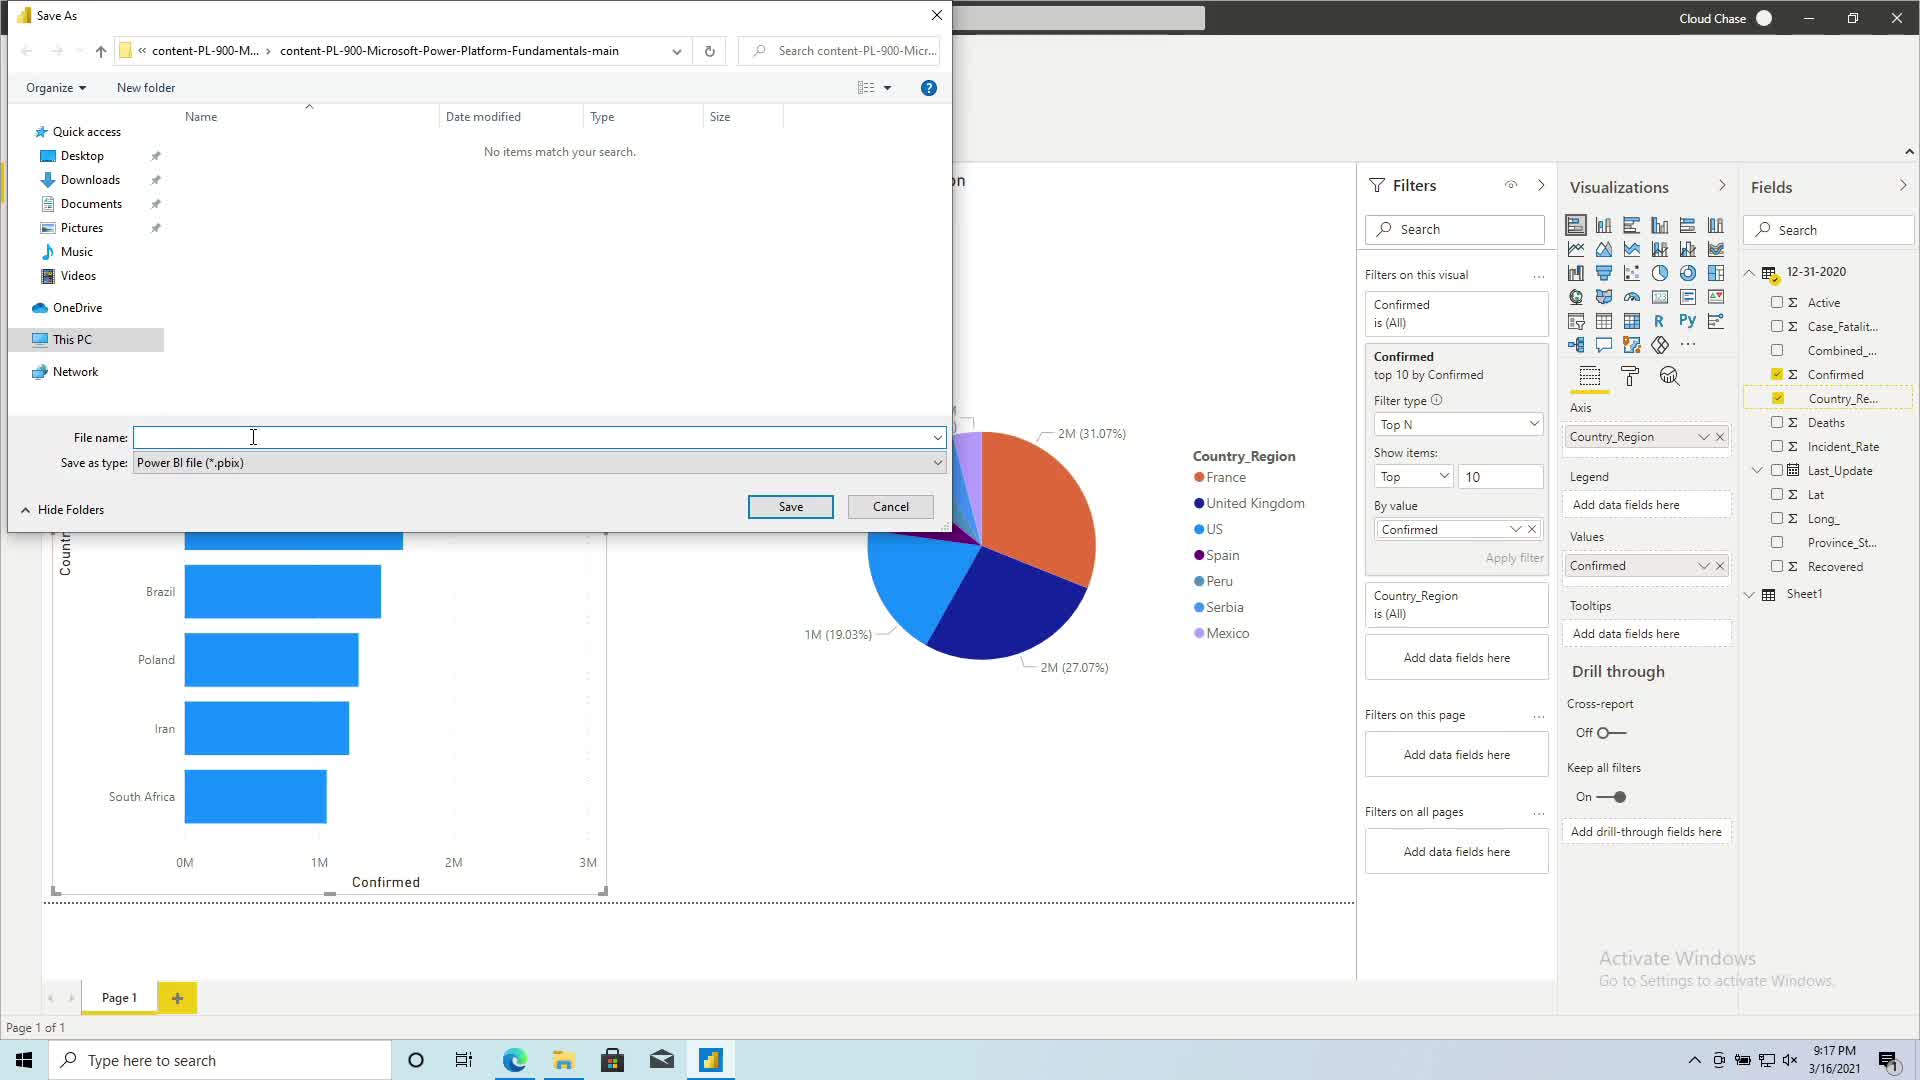 Save As
Cloud Chase
« content-PL-900-M... › content-PL-900-Microsoft-Power-Platform-Fundamentals-main
Search content-PL-900-Micr...
Organize
New folder
Name
Date modified
Type
Size
No items match your search.
Quick access
Desktop
Downloads
Documents
Pictures
Music
Videos
OneDrive
This PC
Network
File name:
Save as type:
Power BI file (*.pbix)
Hide Folders
Save
Cancel
on
Brazil
Poland
Iran
South Africa
0M
1M
2M
3M
Confirmed
2M (31.07%)
2M (27.07%)
1M (19.03%)
Country_Region
France
United Kingdom
US
Spain
Peru
Serbia
Mexico
Filters
Search
Filters on this visual
...
Confirmed
is (All)
Confirmed
top 10 by Confirmed
Filter type
Top N
Show items:
Top
10
By value
Confirmed
Apply filter
Country_Region
is (All)
Add data fields here
Filters on this page
...
Add data fields here
Filters on all pages
...
Add data fields here
Visualizations
123
R
Py
...
Axis
Country_Region
Legend
Add data fields here
Values
Confirmed
Tooltips
Add data fields here
Drill through
Cross-report
Off
Keep all filters
On
Add drill-through fields here
Fields
Search
12-31-2020
Active
Case_Fatalit...
Combined_...
Confirmed
Country_Re...
Deaths
Incident_Rate
Last_Update
Lat
Long_
Province_St...
Recovered
Sheet1
Activate Windows
Go to Settings to activate Windows.
Page 1
Page 1 of 1
Type here to search
9:17 PM
3/16/2021
1